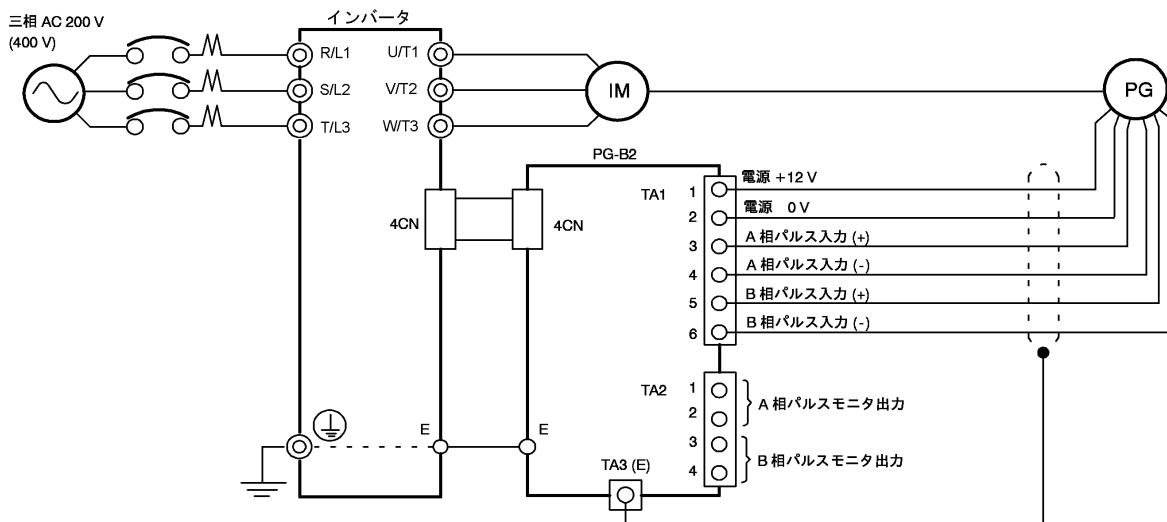 三相 AC 200 V
(400 V)
インバータ
R/L1
U/T1
S/L2
V/T2
T/L3
W/T3
IM
PG
PG-B2
TA1
1
電源 +12 V
2
電源 0 V
3
A 相パルス入力 (+)
4
A 相パルス入力 (-)
5
B 相パルス入力 (+)
6
B 相パルス入力 (-)
4CN
4CN
TA2
1
2
A 相パルスモニタ出力
3
4
B 相パルスモニタ出力
E
E
TA3 (E)